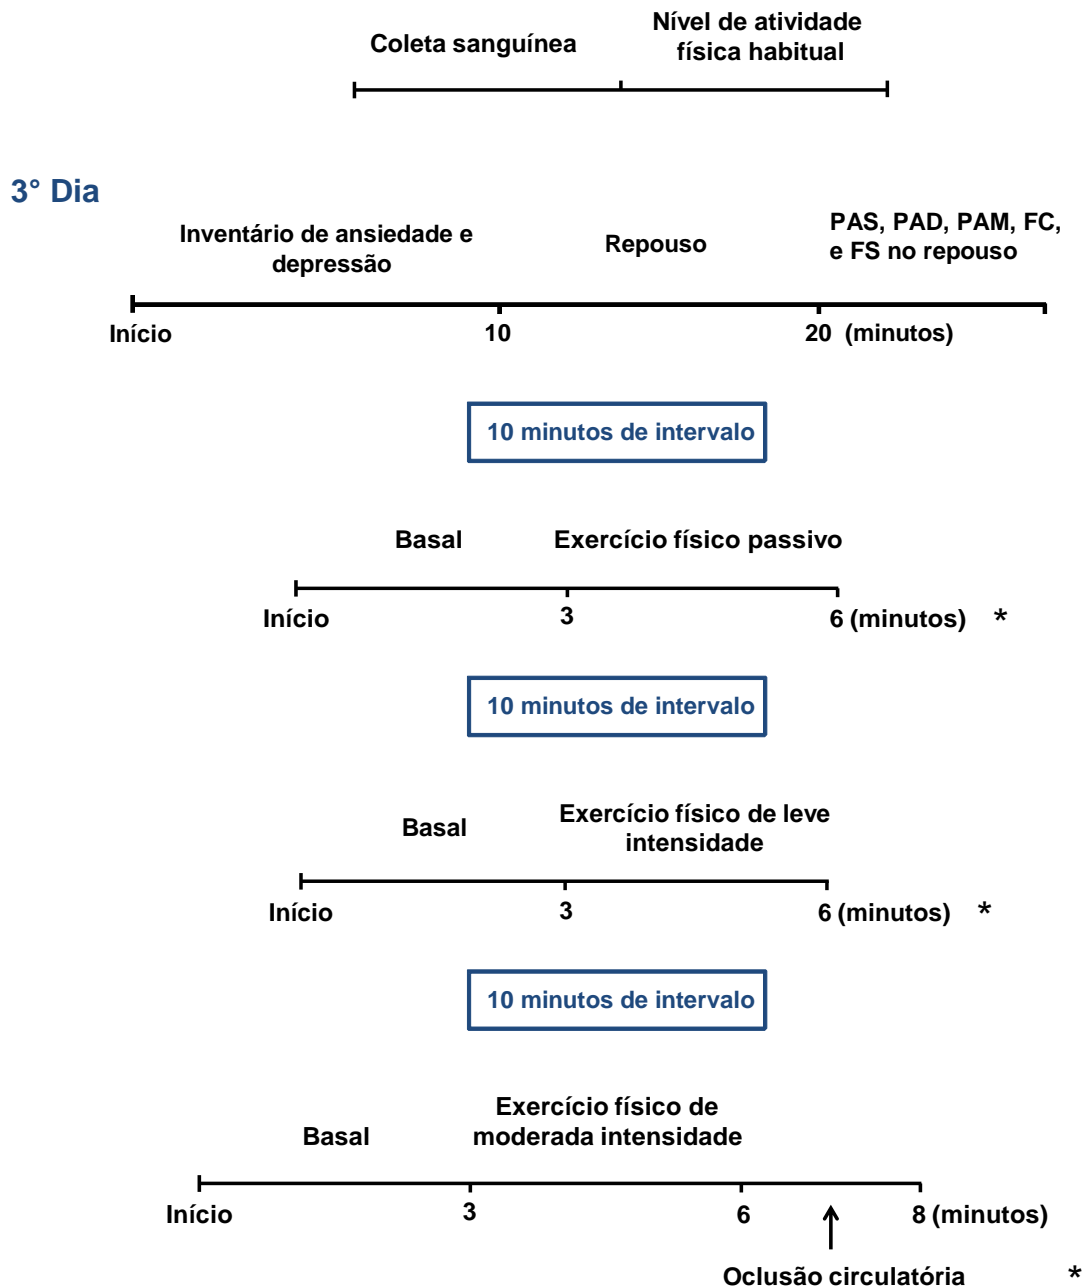 Coleta sanguínea
Nível de atividade
física habitual
3° Dia
Inventário de ansiedade e
depressão
Repouso
PAS, PAD, PAM, FC,
e FS no repouso
Início
10
20 (minutos)
10 minutos de intervalo
Basal
Exercício físico passivo
Início
3
6 (minutos) *
10 minutos de intervalo
Basal
Exercício físico de leve
intensidade
Início
3
6 (minutos) *
10 minutos de intervalo
Basal
Exercício físico de
moderada intensidade
Início
3
6
8 (minutos)
Oclusão circulatória *